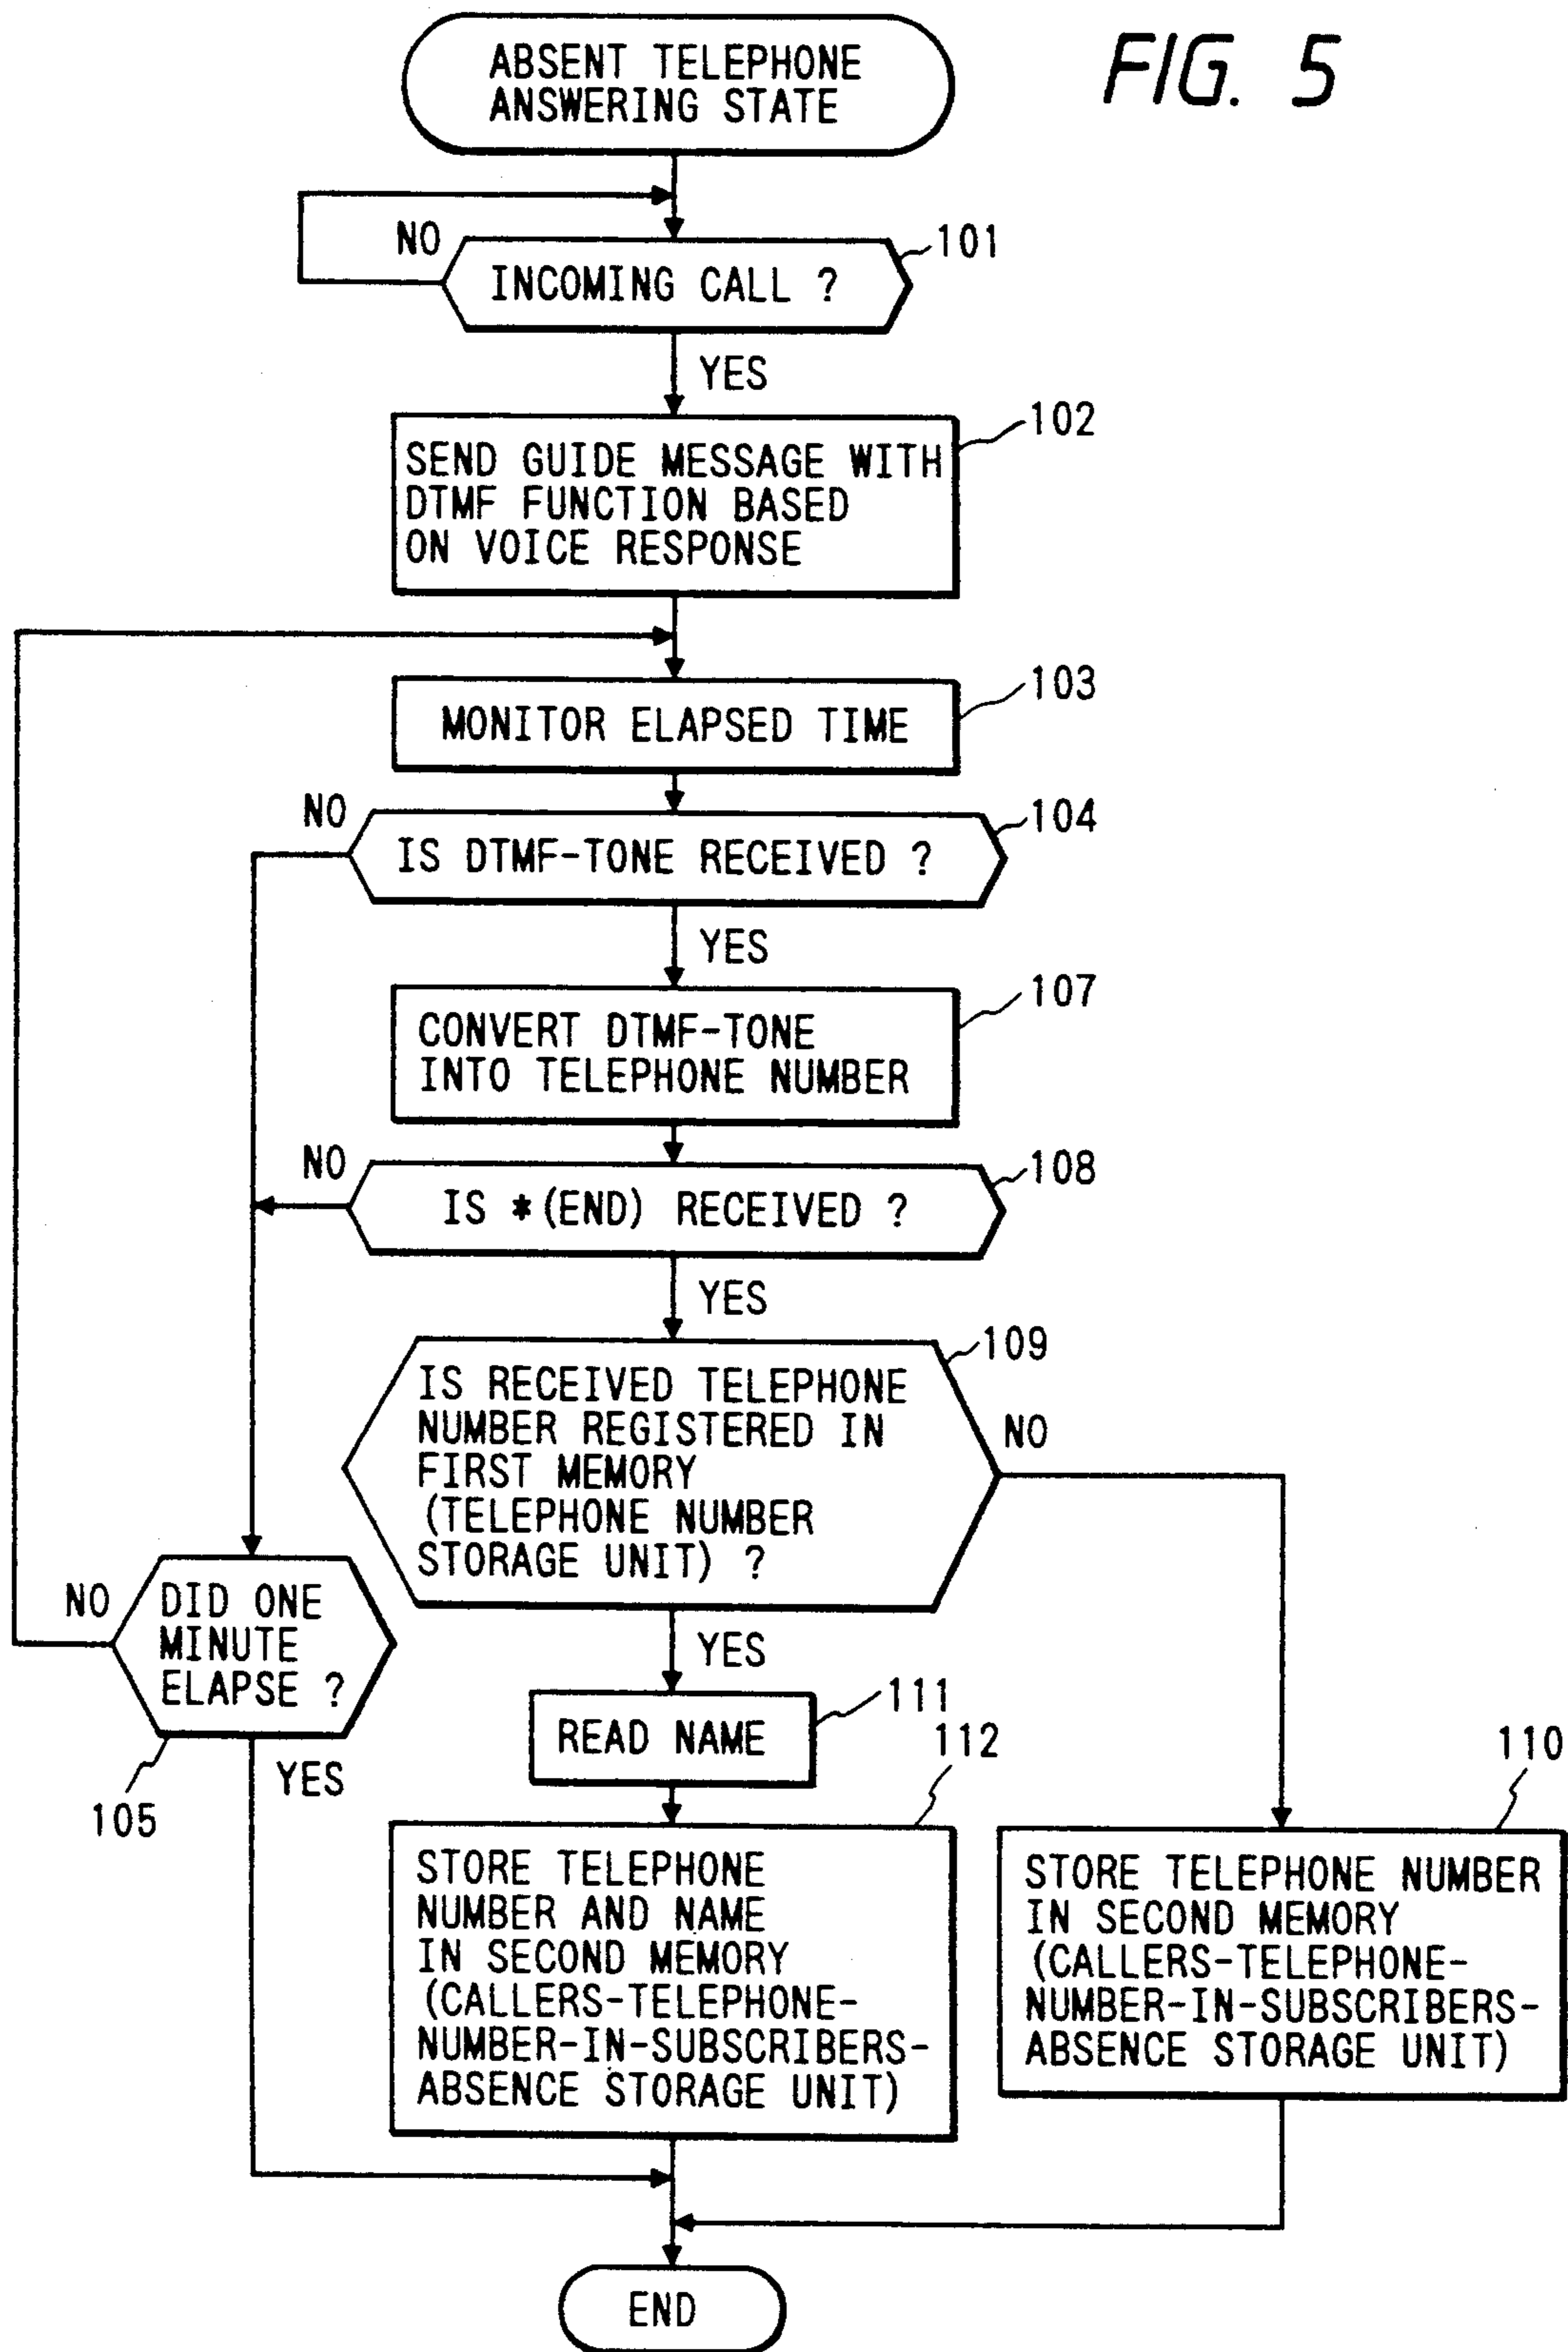 FIG. 5
ABSENT TELEPHONE
ANSWERING STATE
NO
INCOMING CALL ?
101
YES
102
SEND GUIDE MESSAGE WITH
DTMF FUNCTION BASED
ON VOICE RESPONSE
103
MONITOR ELAPSED TIME
NO
104
IS DTMF-TONE RECEIVED ?
YES
107
CONVERT DTMF-TONE
INTO TELEPHONE NUMBER
NO
108
IS *(END) RECEIVED ?
YES
109
IS RECEIVED TELEPHONE
NUMBER REGISTERED IN
FIRST MEMORY
(TELEPHONE NUMBER
STORAGE UNIT) ?
NO
NO
DID ONE
MINUTE
ELAPSE ?
105
YES
YES
111
READ NAME
112
STORE TELEPHONE
NUMBER AND NAME
IN SECOND MEMORY
(CALLERS-TELEPHONE-
NUMBER-IN-SUBSCRIBERS-
ABSENCE STORAGE UNIT)
110
STORE TELEPHONE NUMBER
IN SECOND MEMORY
(CALLERS-TELEPHONE-
NUMBER-IN-SUBSCRIBERS-
ABSENCE STORAGE UNIT)
END